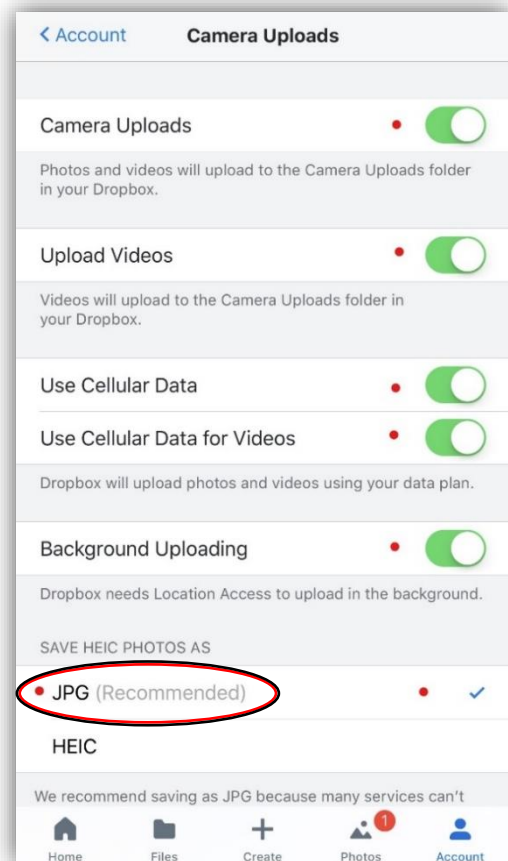 Account Camera Uploads
Camera Uploads
Photos and videos will upload to the Camera Uploads folder
in your Dropbox.
Upload Videos
Videos will upload to the Camera Uploads folder in
your Dropbox.
Use Cellular Data
Use Cellular Data for Videos
Dropbox will upload photos and videos using your data plan.
Background Uploading
Dropbox needs Location Access to upload in the background.
SAVE HEIC PHOTOS AS
JPG (Recommended)
HEIC
We recommend saving as JPG because many services can't
1
Home Files Create Photos Account